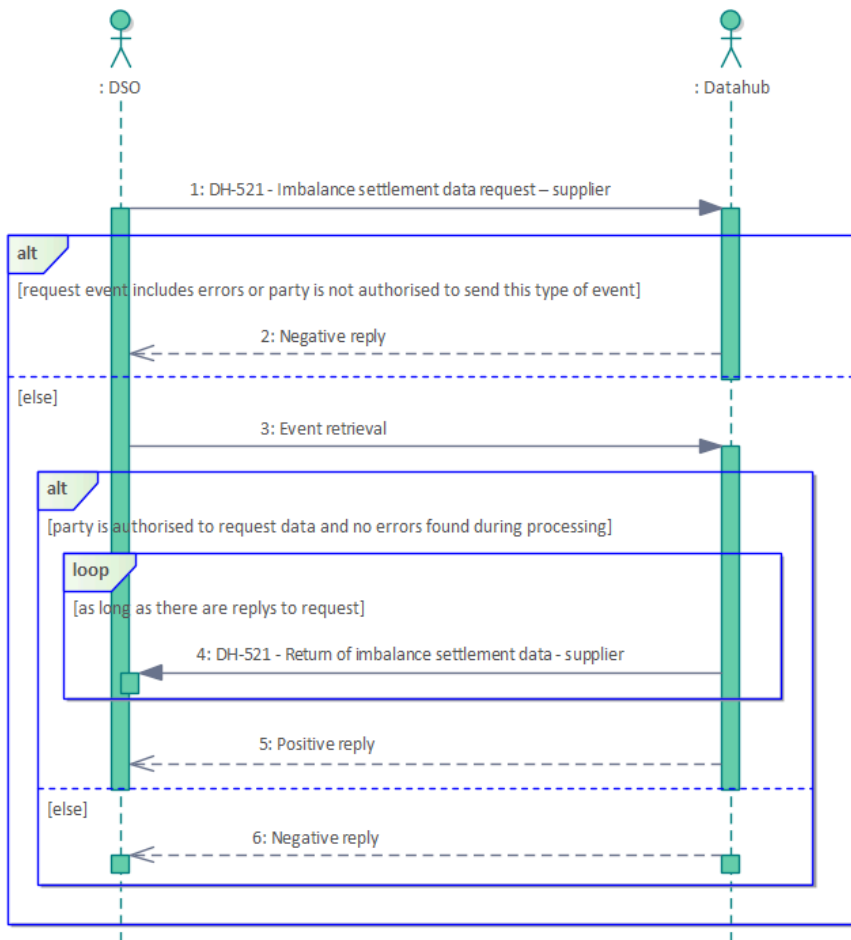 : DSO
: Datahub
1: DH-521 - Imbalance settlement data request – supplier
alt
[request event includes errors or party is not authorised to send this type of event]
2: Negative reply
[else]
3: Event retrieval
alt
[party is authorised to request data and no errors found during processing]
loop
[as long as there are replys to request]
4: DH-521 - Return of imbalance settlement data - supplier
5: Positive reply
[else]
6: Negative reply